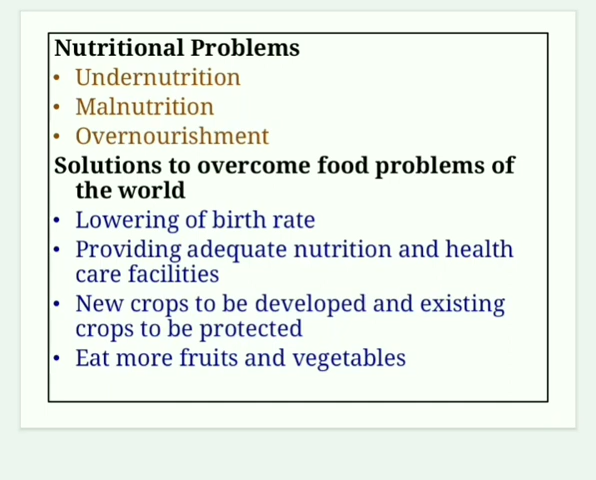 Nutritional Problems
• Undernutrition
• Malnutrition
• Overnourishment
Solutions to overcome food problems of
the world
• Lowering of birth rate
• Providing adequate nutrition and health
care facilities
• New crops to be developed and existing
crops to be protected
• Eat more fruits and vegetables